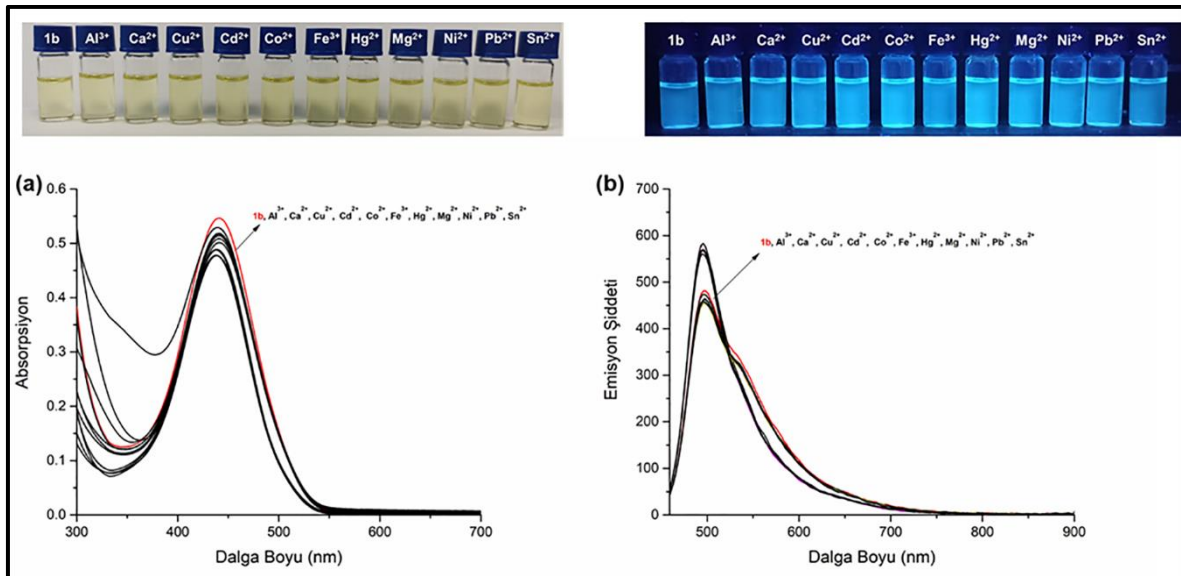 1b Al³⁺ Ca²⁺ Cu²⁺ Cd²⁺ Co²⁺ Fe³⁺ Hg²⁺ Mg²⁺ Ni²⁺ Pb²⁺ Sn²⁺
1b Al³⁺ Ca²⁺ Cu²⁺ Cd²⁺ Co²⁺ Fe³⁺ Hg²⁺ Mg²⁺ Ni²⁺ Pb²⁺ Sn²⁺
(a)
1b, Al³⁺, Ca²⁺, Cu²⁺, Cd²⁺, Co²⁺, Fe³⁺, Hg²⁺, Mg²⁺, Ni²⁺, Pb²⁺, Sn²⁺
Absorpsiyon
0.6
0.5
0.4
0.3
0.2
0.1
0.0
300 400 500 600 700
Dalga Boyu (nm)
(b)
1b, Al³⁺, Ca²⁺, Cu²⁺, Cd²⁺, Co²⁺, Fe³⁺, Hg²⁺, Mg²⁺, Ni²⁺, Pb²⁺, Sn²⁺
Emisyon Şiddeti
700
600
500
400
300
200
100
0
500 600 700 800 900
Dalga Boyu (nm)